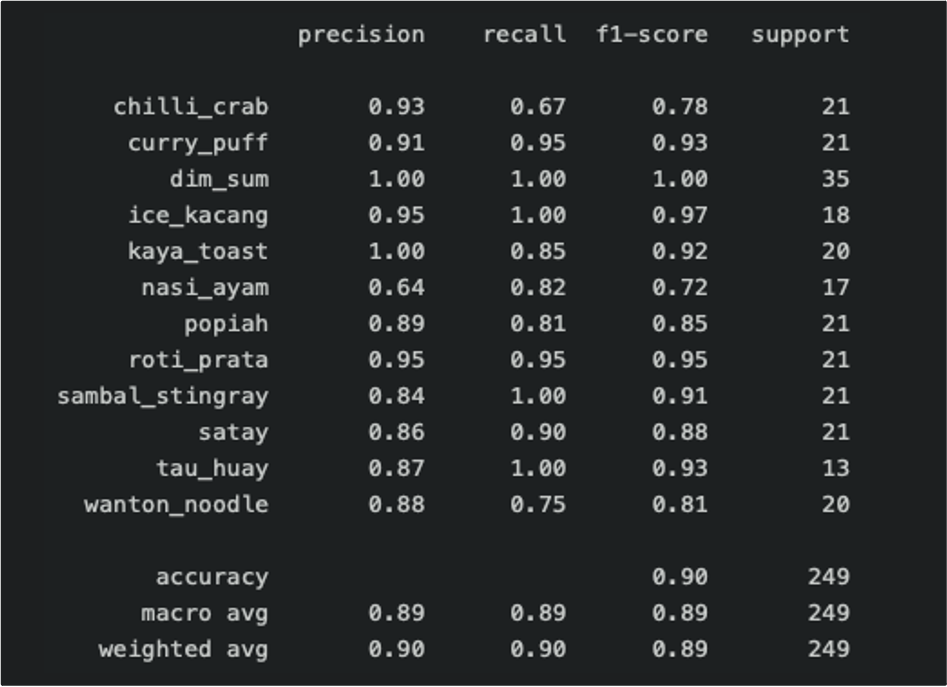 precision recall f1-score support
chilli_crab 0.93 0.67 0.78 21
curry_puff 0.91 0.95 0.93 21
dim_sum 1.00 1.00 1.00 35
ice_kacang 0.95 1.00 0.97 18
kaya_toast 1.00 0.85 0.92 20
nasi_ayam 0.64 0.82 0.72 17
popiah 0.89 0.81 0.85 21
roti_prata 0.95 0.95 0.95 21
sambal_stingray 0.84 1.00 0.91 21
satay 0.86 0.90 0.88 21
tau_huay 0.87 1.00 0.93 13
wanton_noodle 0.88 0.75 0.81 20
accuracy 0.90 249
macro avg 0.89 0.89 0.89 249
weighted avg 0.90 0.90 0.89 249